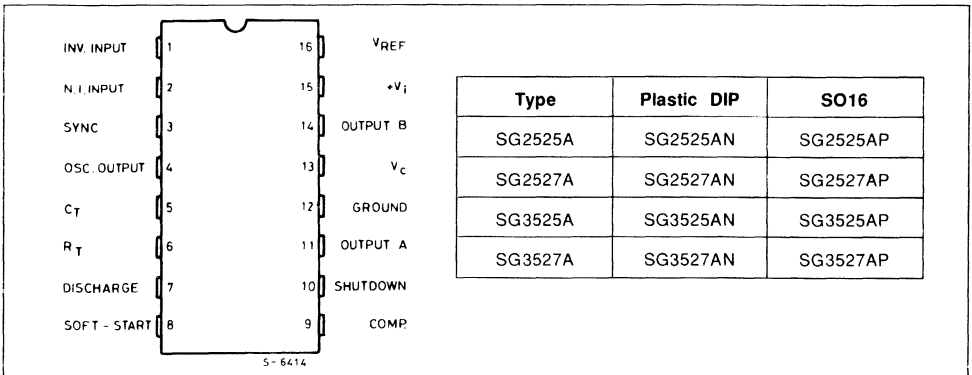 INV. INPUT 1 16 VREF
N.I. INPUT 2 15 +Vi
SYNC 3 14 OUTPUT B
OSC. OUTPUT 4 13 VC
CT 5 12 GROUND
RT 6 11 OUTPUT A
DISCHARGE 7 10 SHUTDOWN
SOFT - START 8 9 COMP.
S-6414
Type Plastic DIP SO16
SG2525A SG2525AN SG2525AP
SG2527A SG2527AN SG2527AP
SG3525A SG3525AN SG3525AP
SG3527A SG3527AN SG3527AP